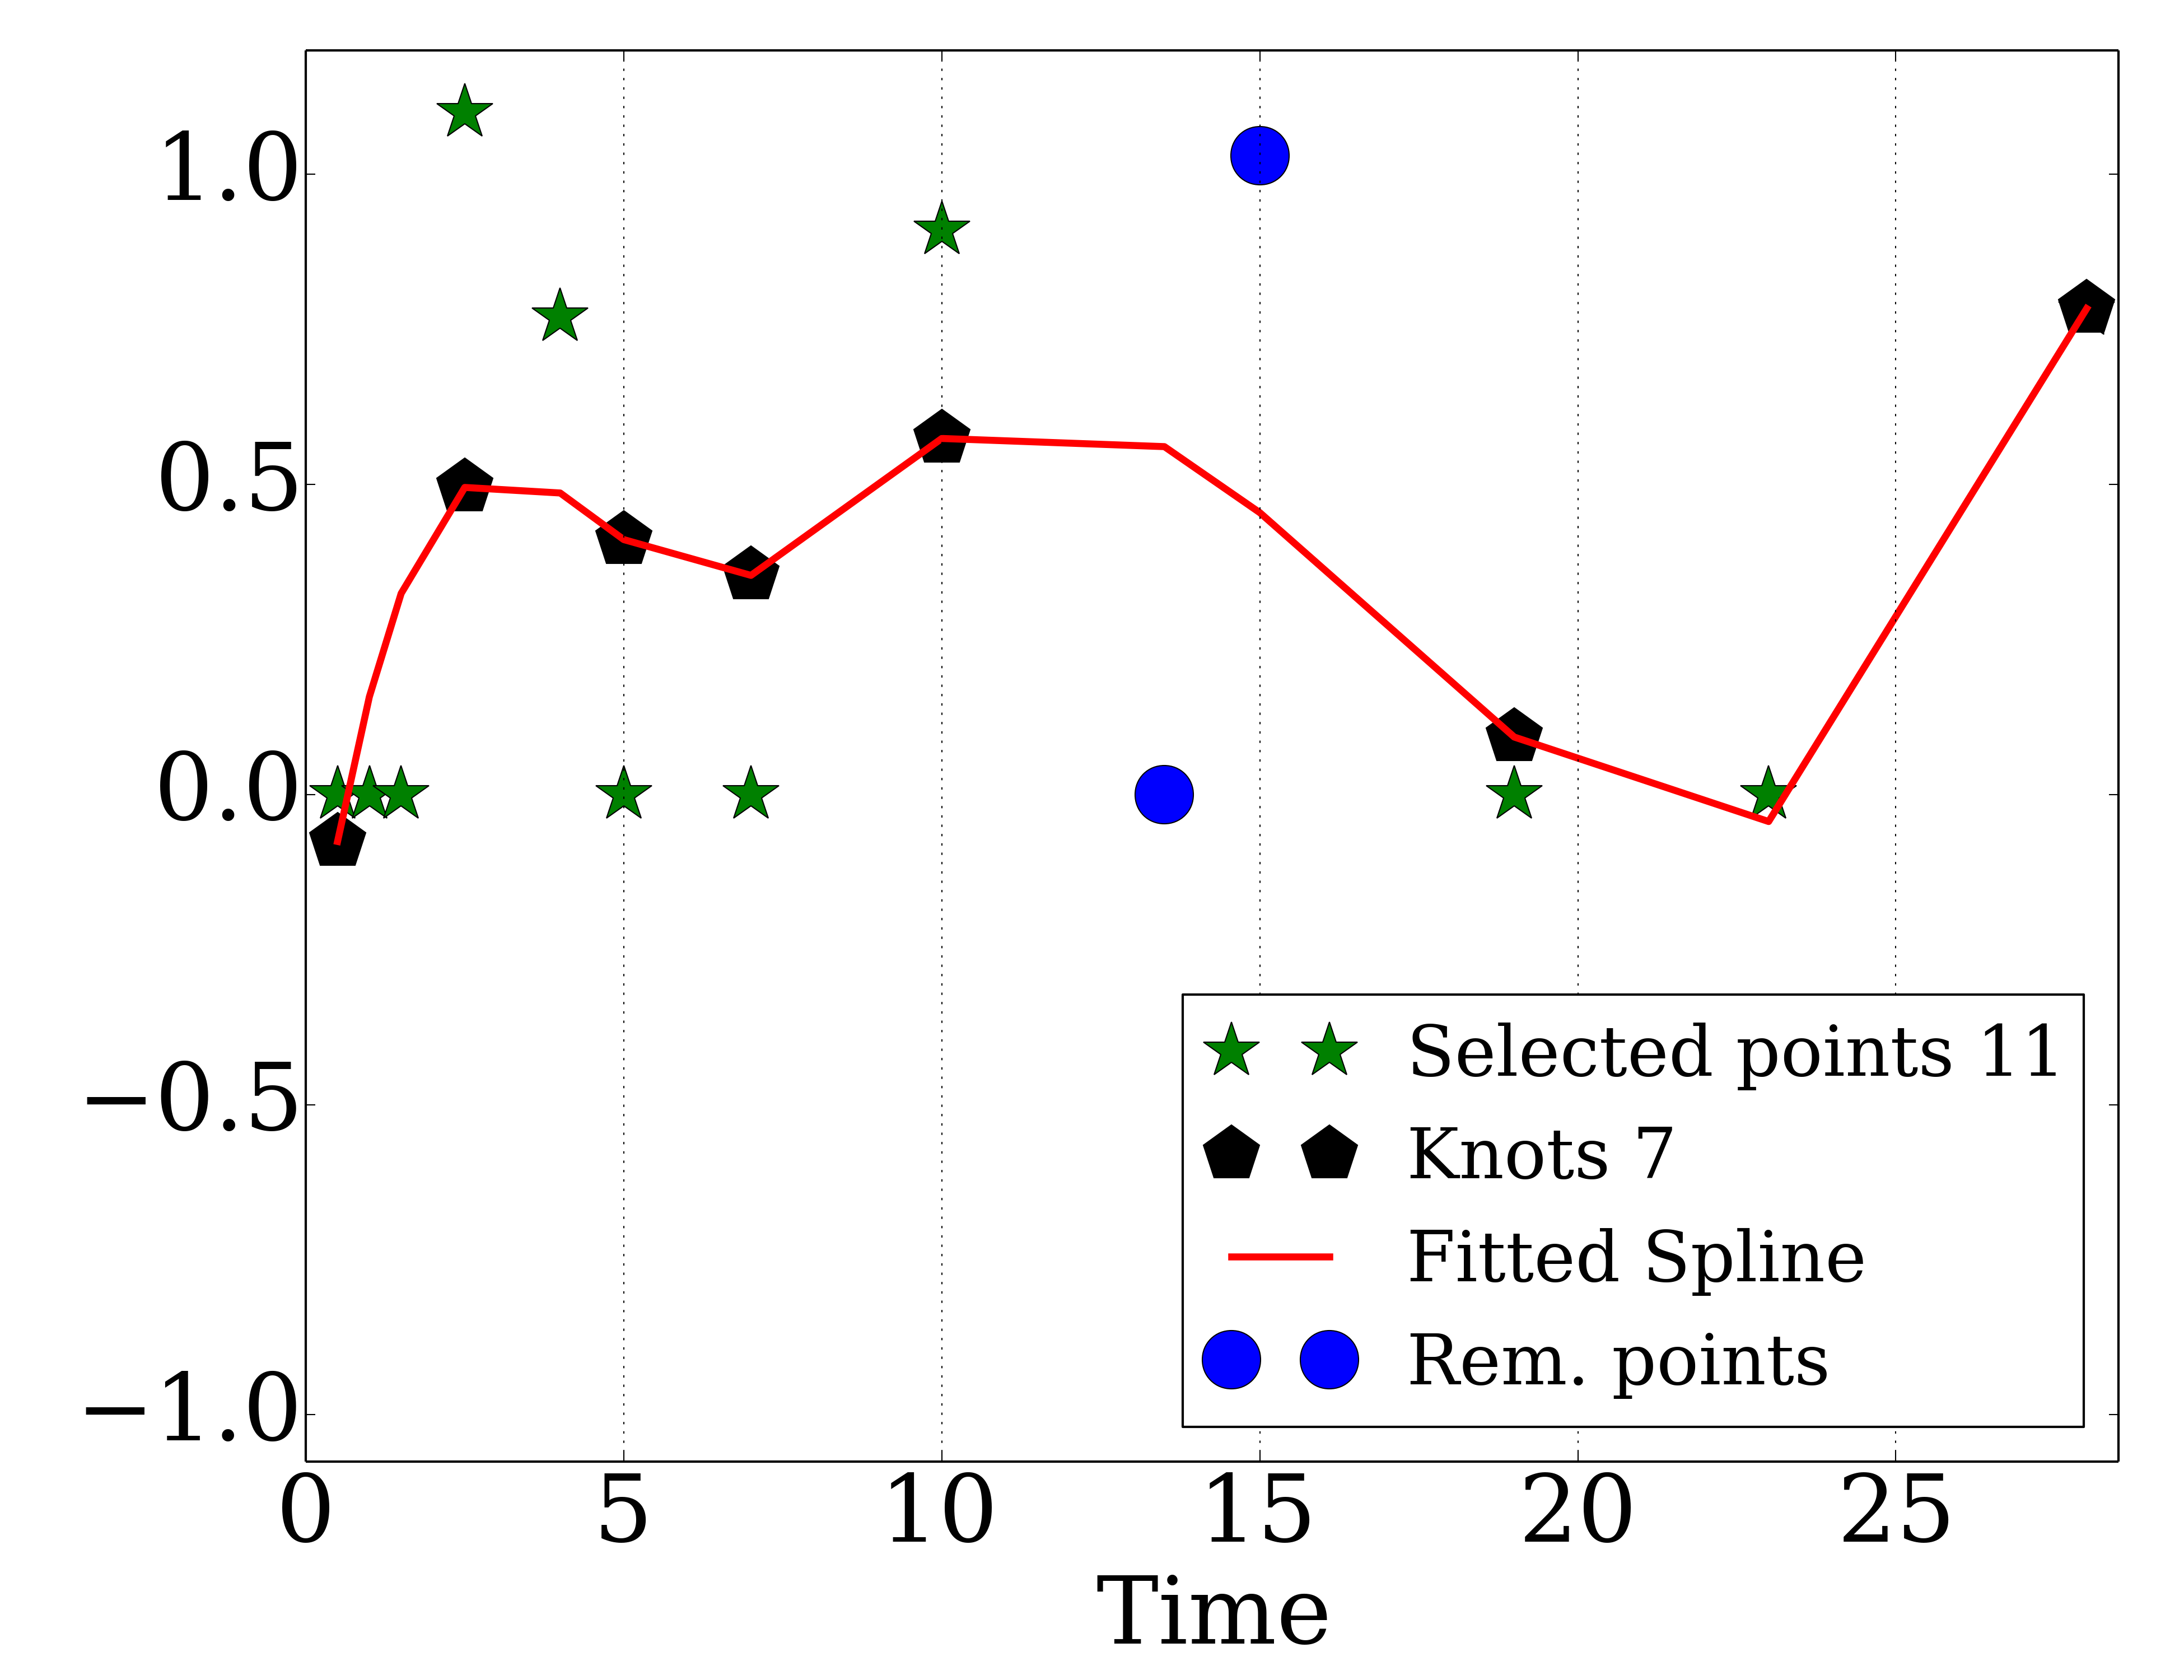 1.0
0.5
0.0
−0.5
−1.0
Selected points 11
Knots 7
Fitted Spline
Rem. points
0 5 10 15 20 25
Time